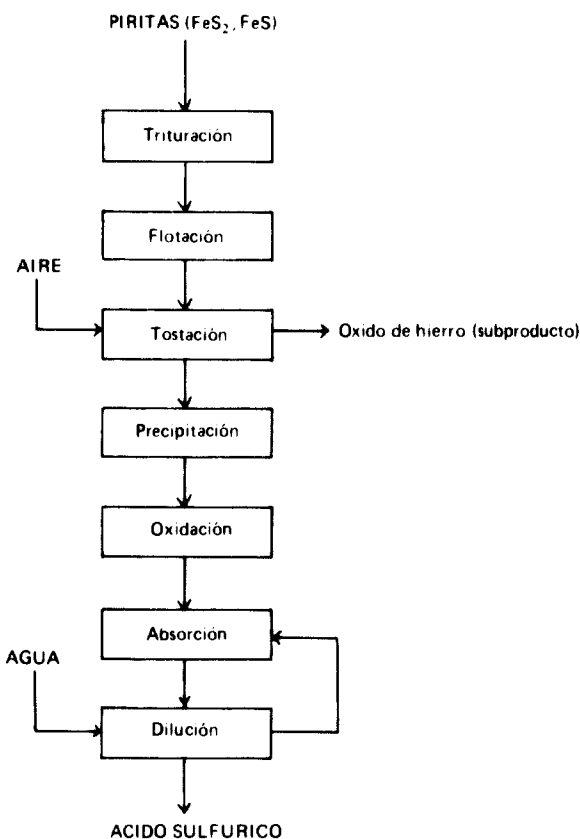 PIRITAS (FeS₂, FeS)
Trituración
Flotación
AIRE
Tostación
Oxido de hierro (subproducto)
Precipitación
Oxidación
Absorción
AGUA
Dilución
ACIDO SULFURICO